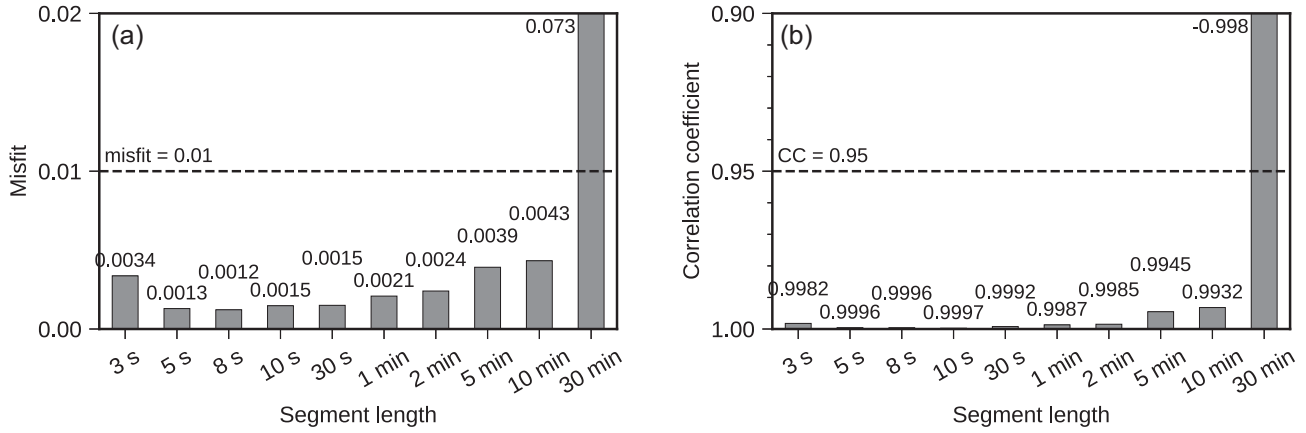 (a)
Misfit
0.02
0.01
0.00
misfit = 0.01
0.0034
0.0013
0.0012
0.0015
0.0015
0.0021
0.0024
0.0039
0.0043
0.073
3 s
5 s
8 s
10 s
30 s
1 min
2 min
5 min
10 min
30 min
Segment length
(b)
Correlation coefficient
0.90
0.95
1.00
CC = 0.95
0.9982
0.9996
0.9996
0.9997
0.9992
0.9987
0.9985
0.9945
0.9932
-0.998
3 s
5 s
8 s
10 s
30 s
1 min
2 min
5 min
10 min
30 min
Segment length